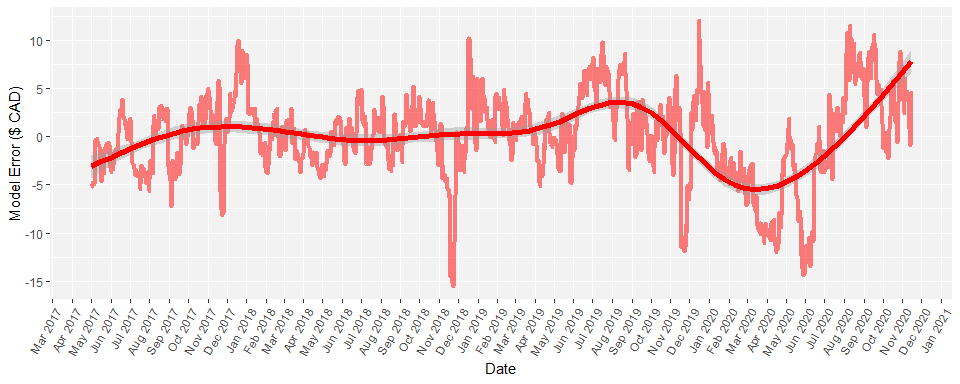 Model Error ($ CAD)
10
5
0
-5
-10
-15
Mar 2017
Apr 2017
May 2017
Jun 2017
Jul 2017
Aug 2017
Sep 2017
Oct 2017
Nov 2017
Dec 2017
Jan 2018
Feb 2018
Mar 2018
Apr 2018
May 2018
Jun 2018
Jul 2018
Aug 2018
Sep 2018
Oct 2018
Nov 2018
Dec 2018
Jan 2019
Feb 2019
Mar 2019
Apr 2019
May 2019
Jun 2019
Jul 2019
Aug 2019
Sep 2019
Oct 2019
Nov 2019
Dec 2019
Jan 2020
Feb 2020
Mar 2020
Apr 2020
May 2020
Jun 2020
Jul 2020
Aug 2020
Sep 2020
Oct 2020
Nov 2020
Dec 2020
Jan 2021
Date